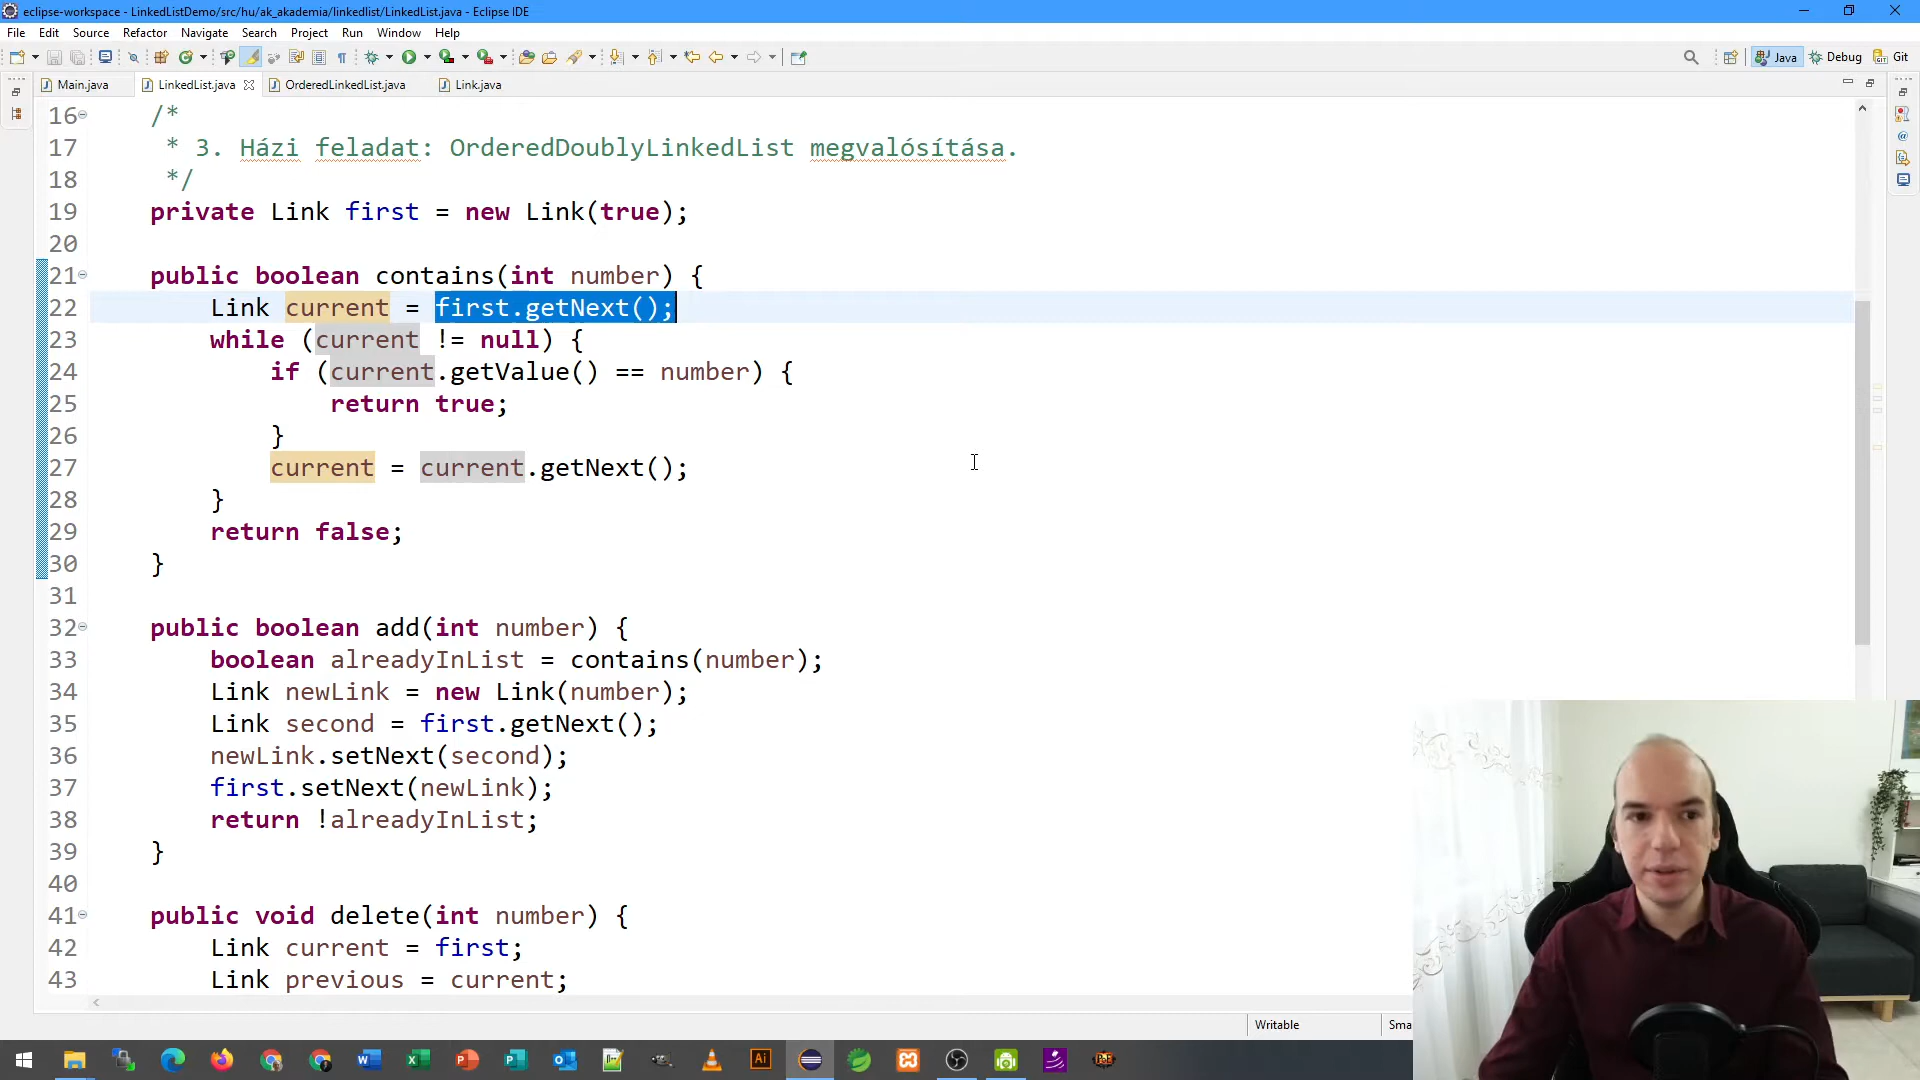 eclipse-workspace - LinkedListDemo/src/hu/ak_akademia/linkedlist/LinkedList.java - Eclipse IDE
File Edit Source Refactor Navigate Search Project Run Window Help
Java Debug Git
Main.java LinkedList.java OrderedLinkedList.java Link.java
16 /*
17 * 3. Házi feladat: OrderedDoublyLinkedList megvalósítása.
18 */
19 private Link first = new Link(true);
20
21 public boolean contains(int number) {
22 Link current = first.getNext();
23 while (current != null) {
24 if (current.getValue() == number) {
25 return true;
26 }
27 current = current.getNext();
28 }
29 return false;
30 }
31
32 public boolean add(int number) {
33 boolean alreadyInList = contains(number);
34 Link newLink = new Link(number);
35 Link second = first.getNext();
36 newLink.setNext(second);
37 first.setNext(newLink);
38 return !alreadyInList;
39 }
40
41 public void delete(int number) {
42 Link current = first;
43 Link previous = current;
Writable Sma